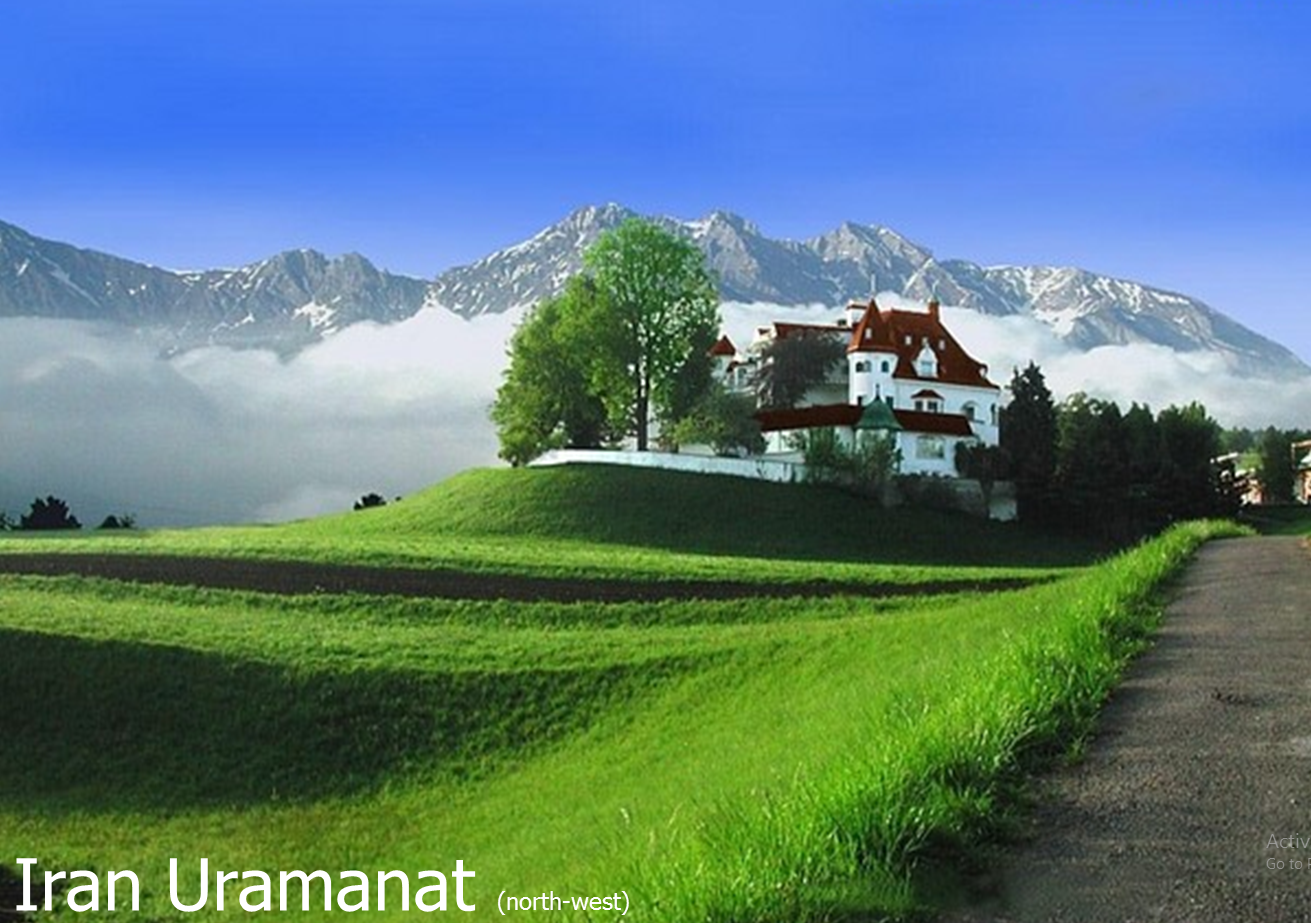 Activ
Go to
Iran Uramanat (north-west)